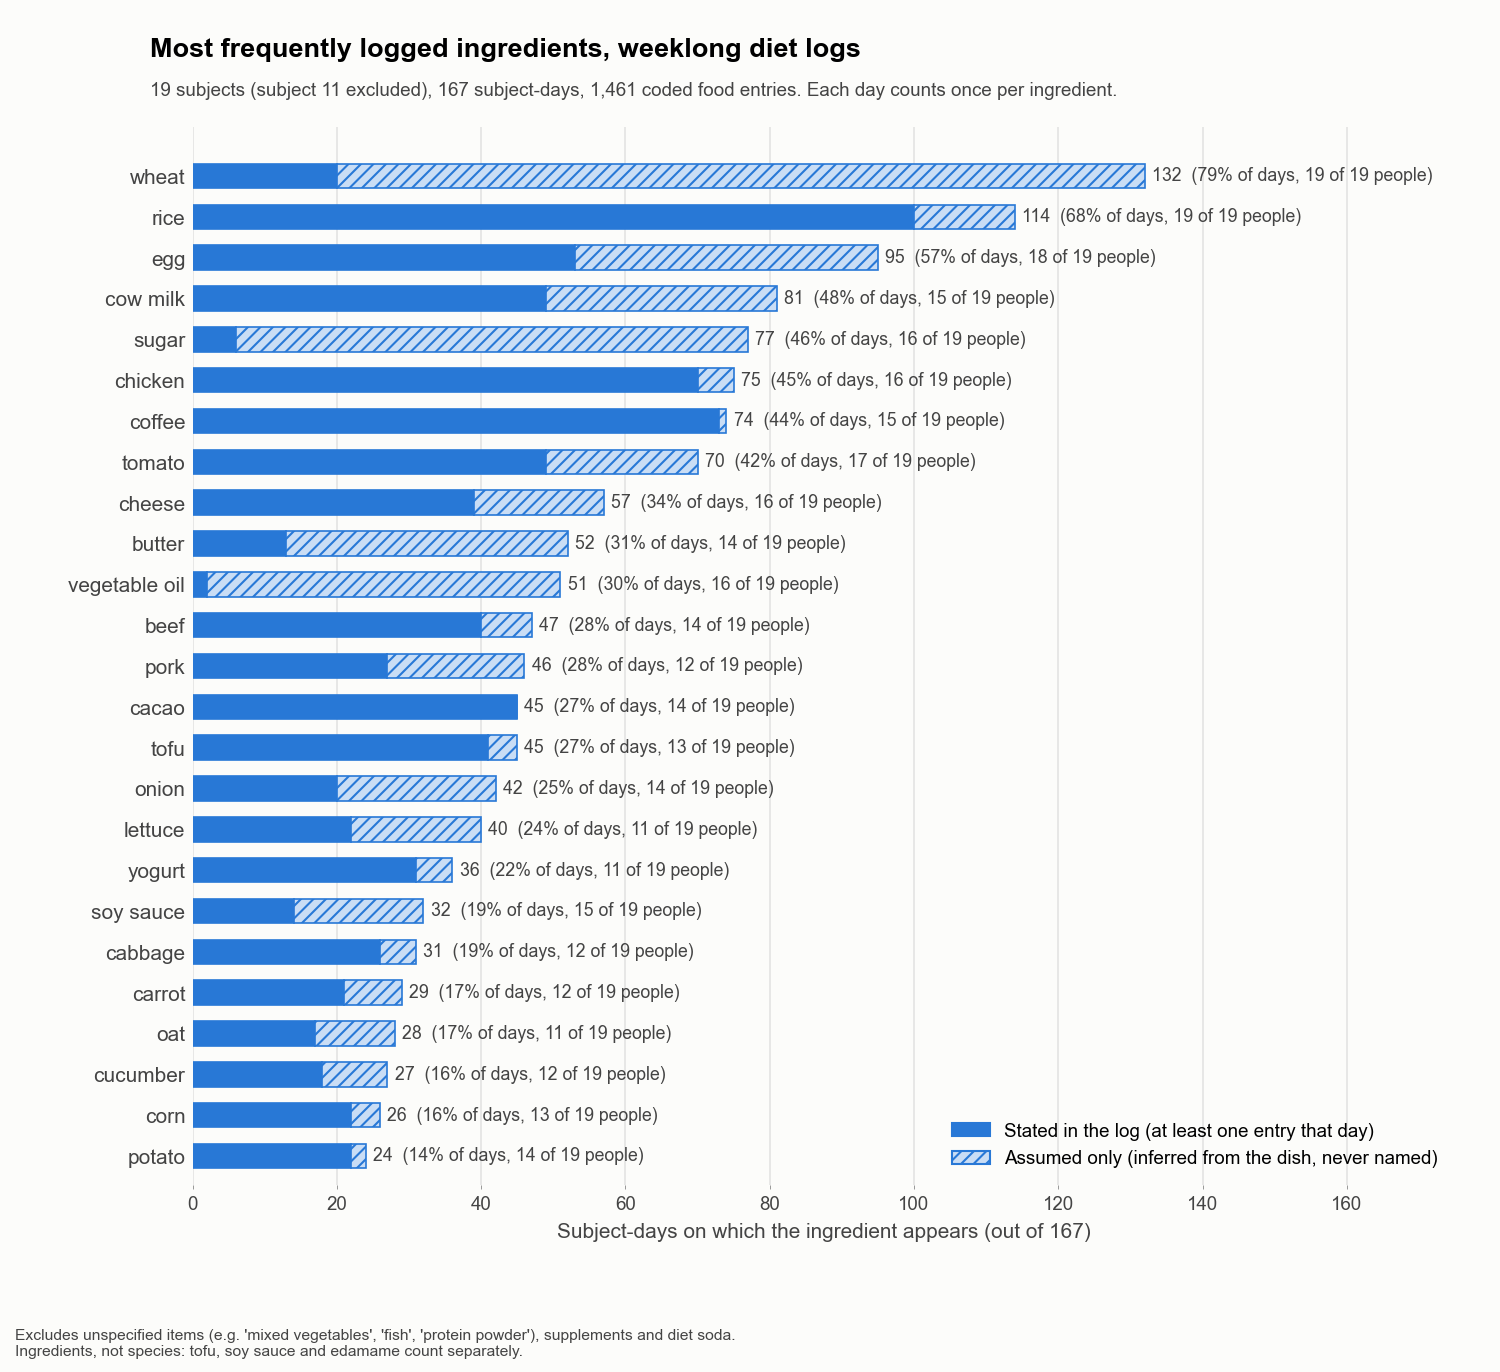 Most frequently logged ingredients, weeklong diet logs
19 subjects (subject 11 excluded), 167 subject-days, 1,461 coded food entries. Each day counts once per ingredient.
wheat 132 (79% of days, 19 of 19 people)
rice 114 (68% of days, 19 of 19 people)
egg 95 (57% of days, 18 of 19 people)
cow milk 81 (48% of days, 15 of 19 people)
sugar 77 (46% of days, 16 of 19 people)
chicken 75 (45% of days, 16 of 19 people)
coffee 74 (44% of days, 15 of 19 people)
tomato 70 (42% of days, 17 of 19 people)
cheese 57 (34% of days, 16 of 19 people)
butter 52 (31% of days, 14 of 19 people)
vegetable oil 51 (30% of days, 16 of 19 people)
beef 47 (28% of days, 14 of 19 people)
pork 46 (28% of days, 12 of 19 people)
cacao 45 (27% of days, 14 of 19 people)
tofu 45 (27% of days, 13 of 19 people)
onion 42 (25% of days, 14 of 19 people)
lettuce 40 (24% of days, 11 of 19 people)
yogurt 36 (22% of days, 11 of 19 people)
soy sauce 32 (19% of days, 15 of 19 people)
cabbage 31 (19% of days, 12 of 19 people)
carrot 29 (17% of days, 12 of 19 people)
oat 28 (17% of days, 11 of 19 people)
cucumber 27 (16% of days, 12 of 19 people)
corn 26 (16% of days, 13 of 19 people)
potato 24 (14% of days, 14 of 19 people)
Stated in the log (at least one entry that day)
Assumed only (inferred from the dish, never named)
0 20 40 60 80 100 120 140 160
Subject-days on which the ingredient appears (out of 167)
Excludes unspecified items (e.g. 'mixed vegetables', 'fish', 'protein powder'), supplements and diet soda.
Ingredients, not species: tofu, soy sauce and edamame count separately.